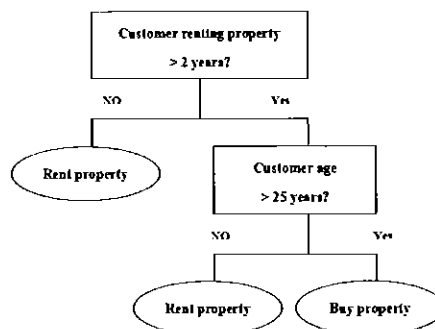 Customer renting property
> 2 years?
NO
Yes
Rent property
Customer age
> 25 years?
NO
Yes
Rent property
Buy property